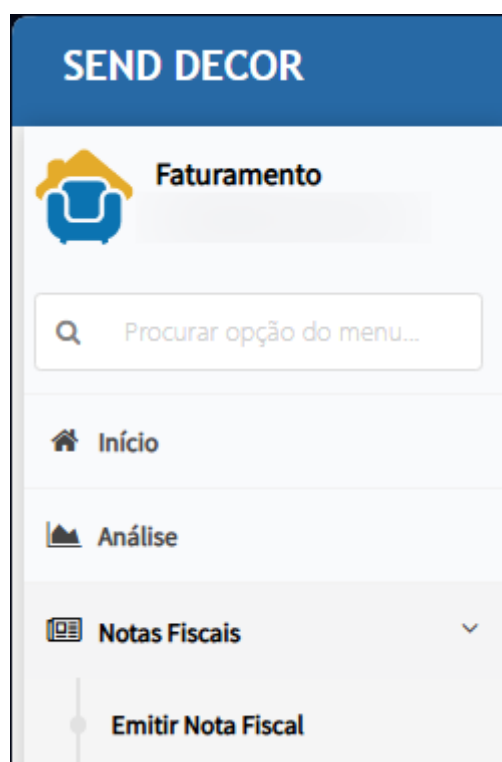 SEND DECOR
Faturamento
Procurar opção do menu...
Início
Análise
Notas Fiscais
Emitir Nota Fiscal